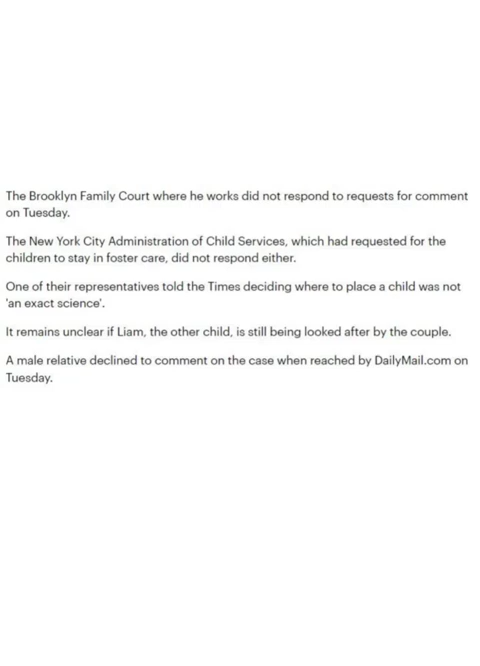 The Brooklyn Family Court where he works did not respond to requests for comment
on Tuesday.
The New York City Administration of Child Services, which had requested for the
children to stay in foster care, did not respond either.
One of their representatives told the Times deciding where to place a child was not
'an exact science'.
It remains unclear if Liam, the other child, is still being looked after by the couple.
A male relative declined to comment on the case when reached by DailyMail.com on
Tuesday.